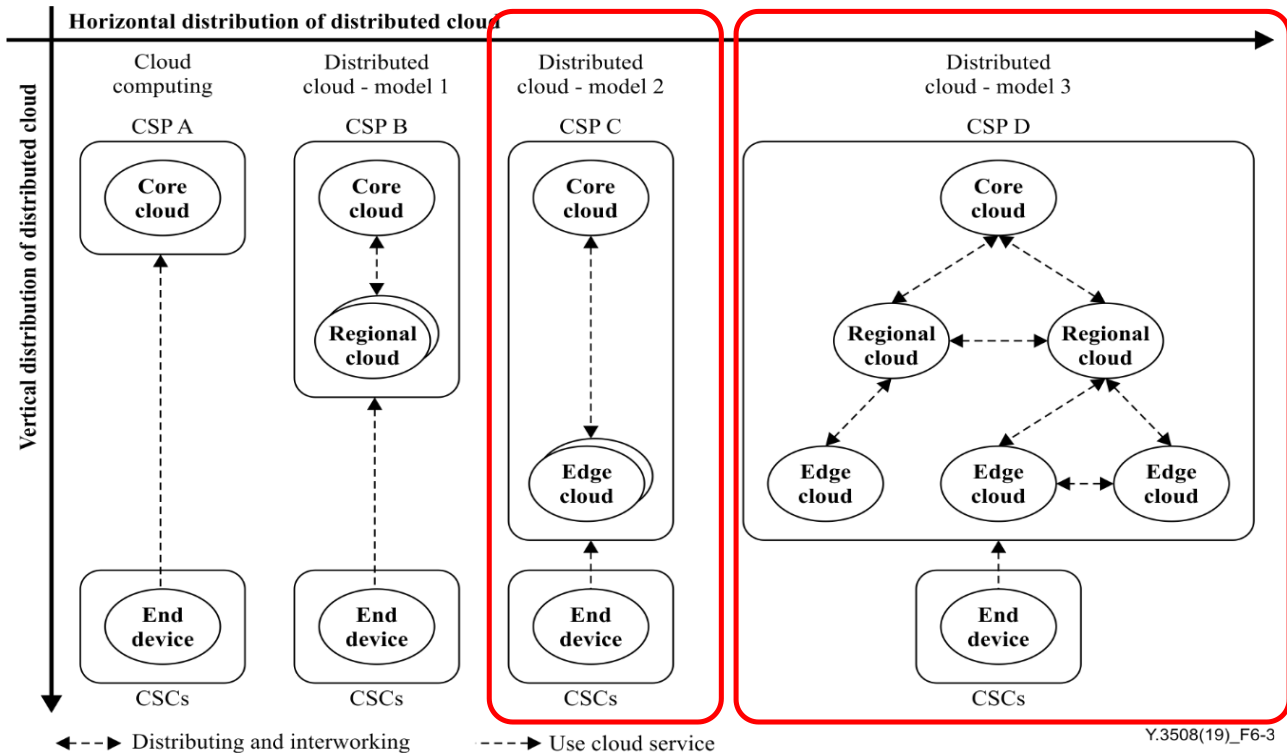 Horizontal distribution of distributed cloud
Vertical distribution of distributed cloud
Cloud
computing
CSP A
Core
cloud
End
device
CSCs
Distributed
cloud - model 1
CSP B
Core
cloud
Regional
cloud
End
device
CSCs
Distributed
cloud - model 2
CSP C
Core
cloud
Edge
cloud
End
device
CSCs
Distributed
cloud - model 3
CSP D
Core
cloud
Regional
cloud
Regional
cloud
Edge
cloud
Edge
cloud
Edge
cloud
End
device
CSCs
Distributing and interworking
Use cloud service
Y.3508(19)_F6-3